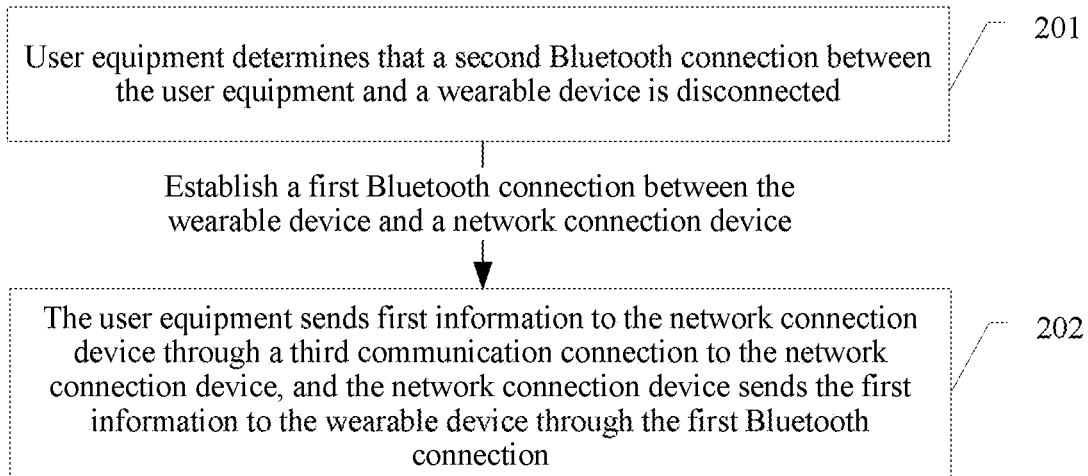 201
User equipment determines that a second Bluetooth connection between
the user equipment and a wearable device is disconnected
Establish a first Bluetooth connection between the
wearable device and a network connection device
The user equipment sends first information to the network connection
device through a third communication connection to the network
connection device, and the network connection device sends the first
information to the wearable device through the first Bluetooth
connection
202